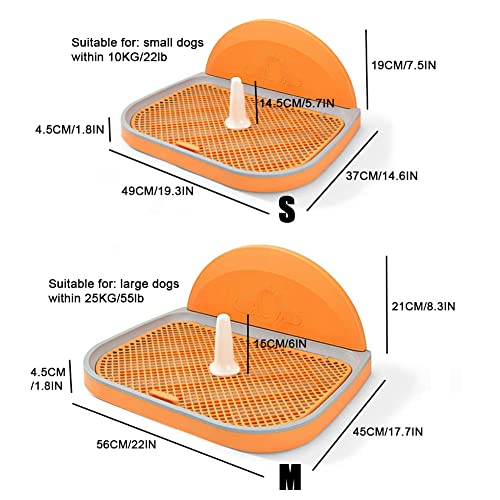 Suitable for: small dogs
within 10KG/22lb
19CM/7.5IN
14.5CM/5.7IN
4.5CM/1.8IN
37CM/14.6IN
49CM/19.3IN
S
Suitable for: large dogs
within 25KG/55lb
21CM/8.3IN
15CM/6IN
4.5CM
/1.8IN
45CM/17.7IN
56CM/22IN
M